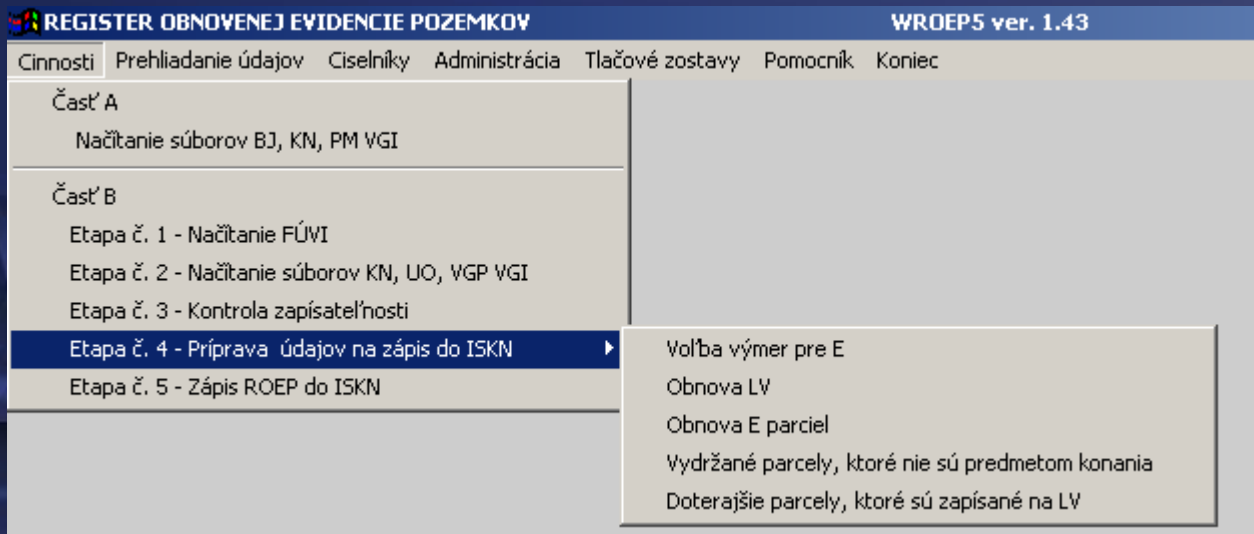 REGISTER OBNOVENEJ EVIDENCIE POZEMKOV WROEP5 ver. 1.43
Cinnosti Prehliadanie údajov Ciselníky Administrácia Tlačové zostavy Pomocník Koniec
Časť A
Načítanie súborov BJ, KN, PM VGI
Časť B
Etapa č. 1 - Načítanie FÚVI
Etapa č. 2 - Načítanie súborov KN, UO, VGP VGI
Etapa č. 3 - Kontrola zapísateľnosti
Etapa č. 4 - Príprava údajov na zápis do ISKN
Etapa č. 5 - Zápis ROEP do ISKN
Voľba výmer pre E
Obnova LV
Obnova E parciel
Vydržané parcely, ktoré nie sú predmetom konania
Doterajšie parcely, ktoré sú zapísané na LV